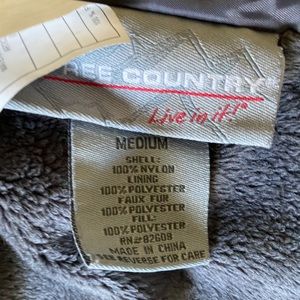 REE COUNTRY®
Live in it!®
MEDIUM
SHELL:
100% NYLON
LINING
100% POLYESTER
FAUX FUR
100% POLYESTER
FILL:
100% POLYESTER
RN#82609
MADE IN CHINA
SEE REVERSE FOR CARE